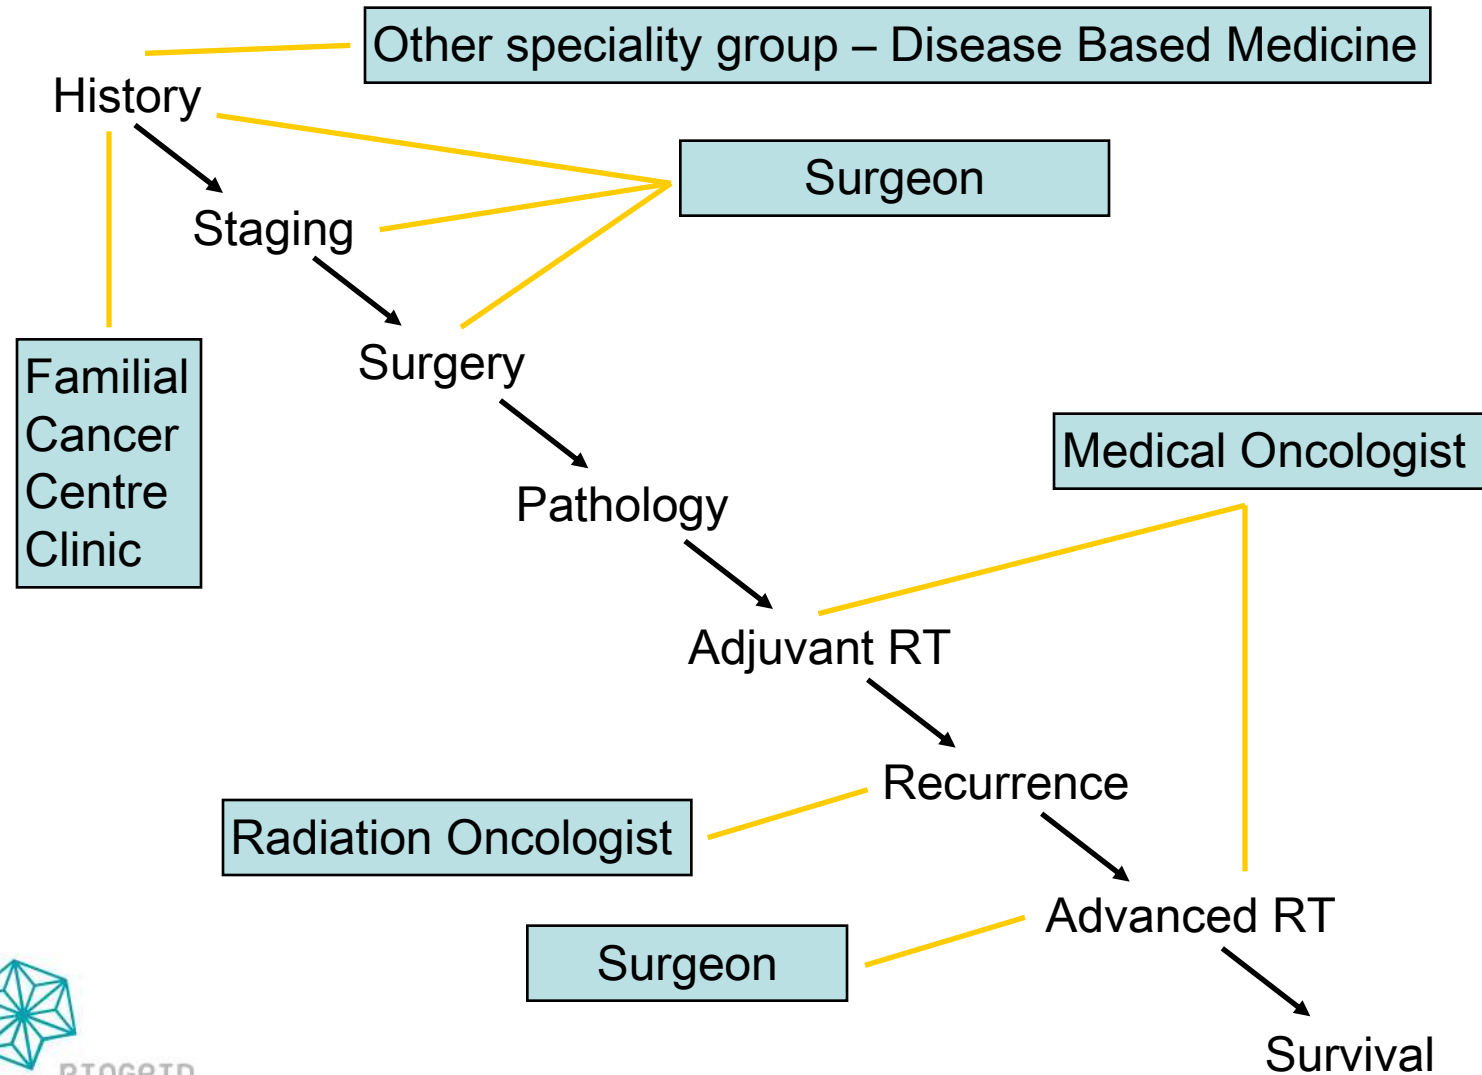 Other speciality group – Disease Based Medicine
History
Surgeon
Staging
Familial
Cancer
Centre
Clinic
Surgery
Medical Oncologist
Pathology
Adjuvant RT
Recurrence
Radiation Oncologist
Advanced RT
Surgeon
Survival